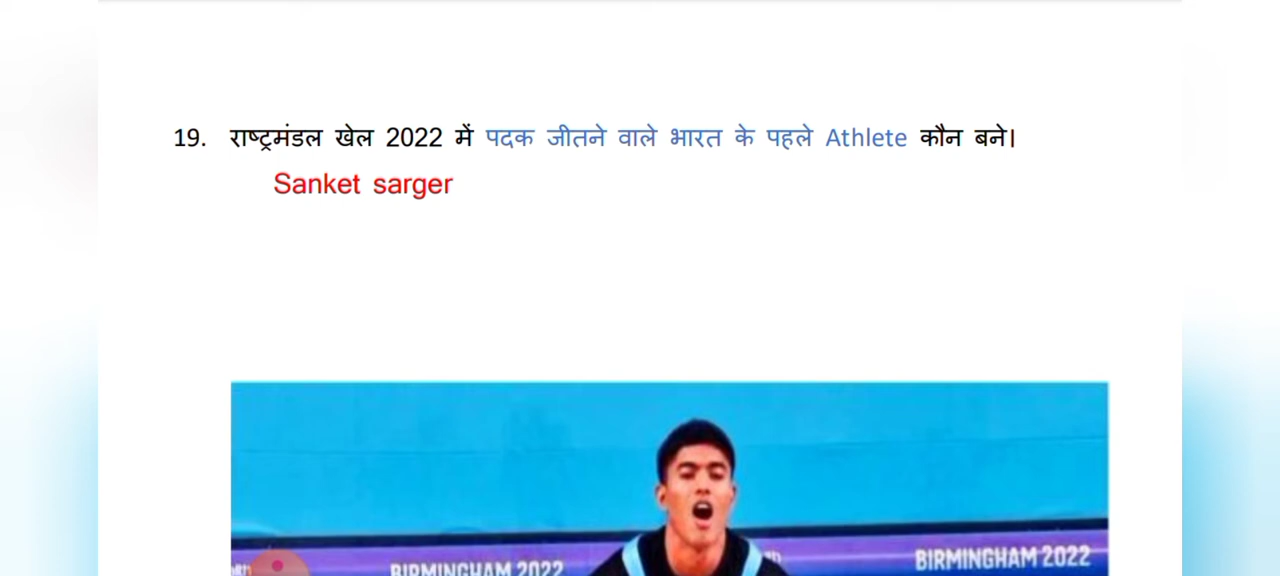 19. राष्ट्रमंडल खेल 2022 में पदक जीतने वाले भारत के पहले Athlete कौन बने।
Sanket sarger
BIRMINGHAM 2022
BIRMINGHAM 2022